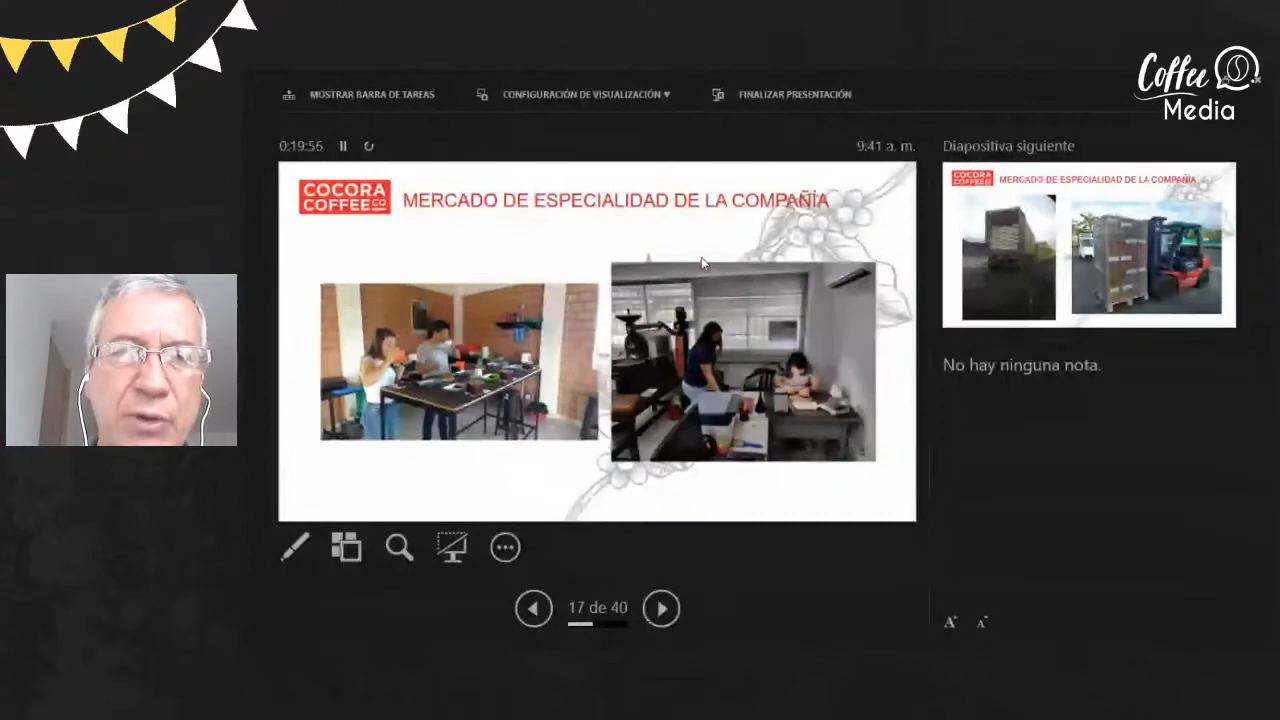 Coffee
Media
MOSTRAR BARRA DE TAREAS
CONFIGURACIÓN DE VISUALIZACIÓN ▼
FINALIZAR PRESENTACIÓN
0:19:56
9:41 a. m.
Diapositiva siguiente
COCORA
COFFEE CO
MERCADO DE ESPECIALIDAD DE LA COMPAÑÍA
COCORA
COFFEE CO
MERCADO DE ESPECIALIDAD DE LA COMPAÑÍA
No hay ninguna nota.
17 de 40
A A